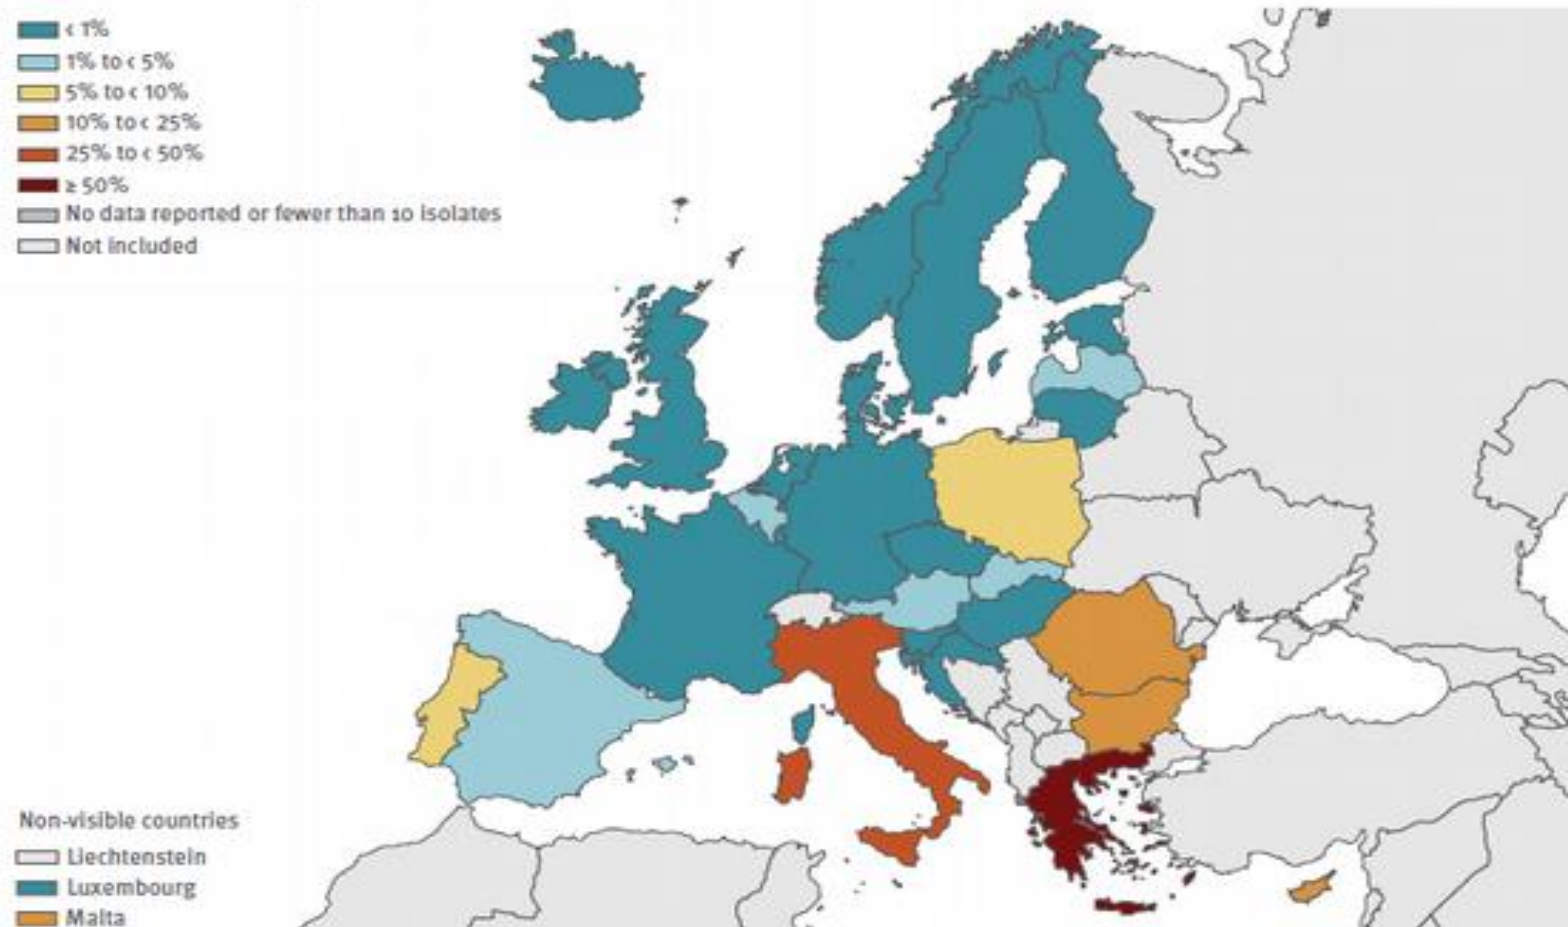 < 1%
1% to < 5%
5% to < 10%
10% to < 25%
25% to < 50%
≥ 50%
No data reported or fewer than 10 isolates
Not included
Non-visible countries
Liechtenstein
Luxembourg
Malta